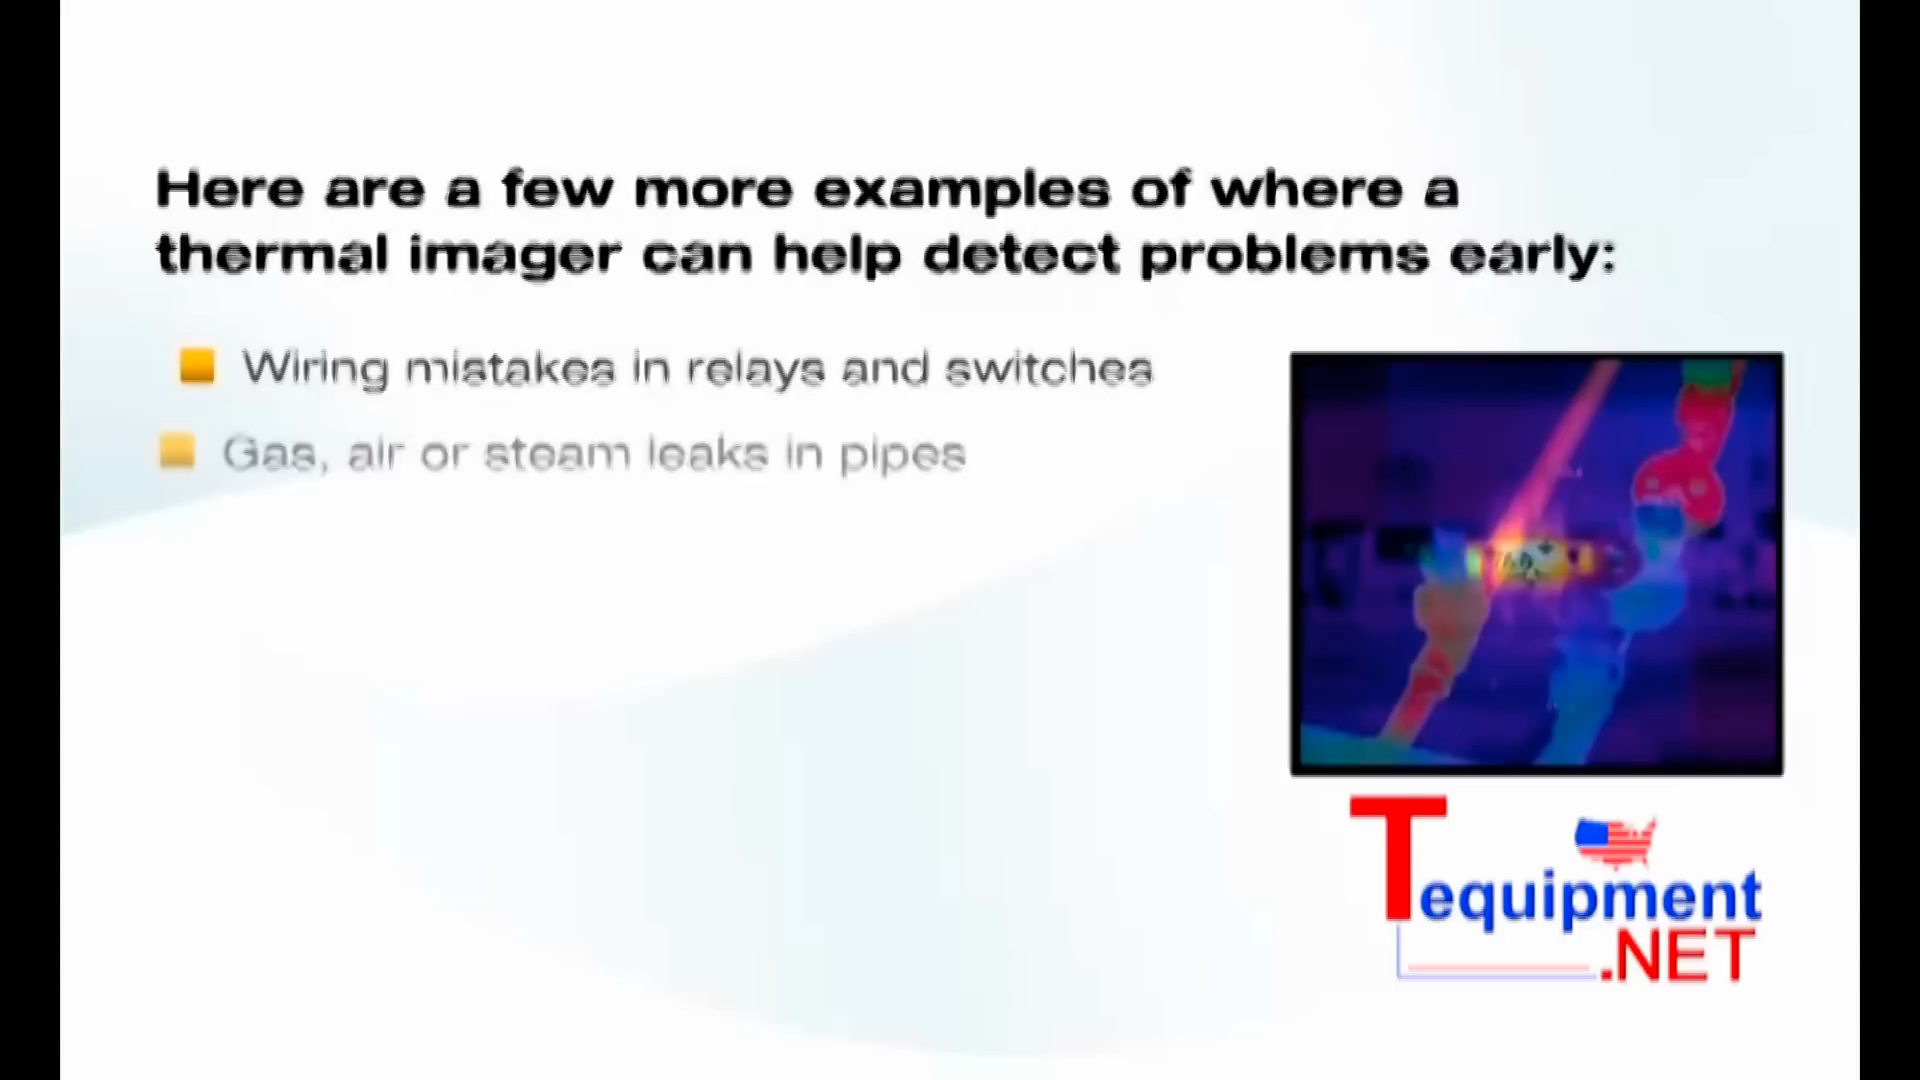 Here are a few more examples of where a
thermal imager can help detect problems early:
Wiring mistakes in relays and switches
Gas, air or steam leaks in pipes
Tequipment
.NET